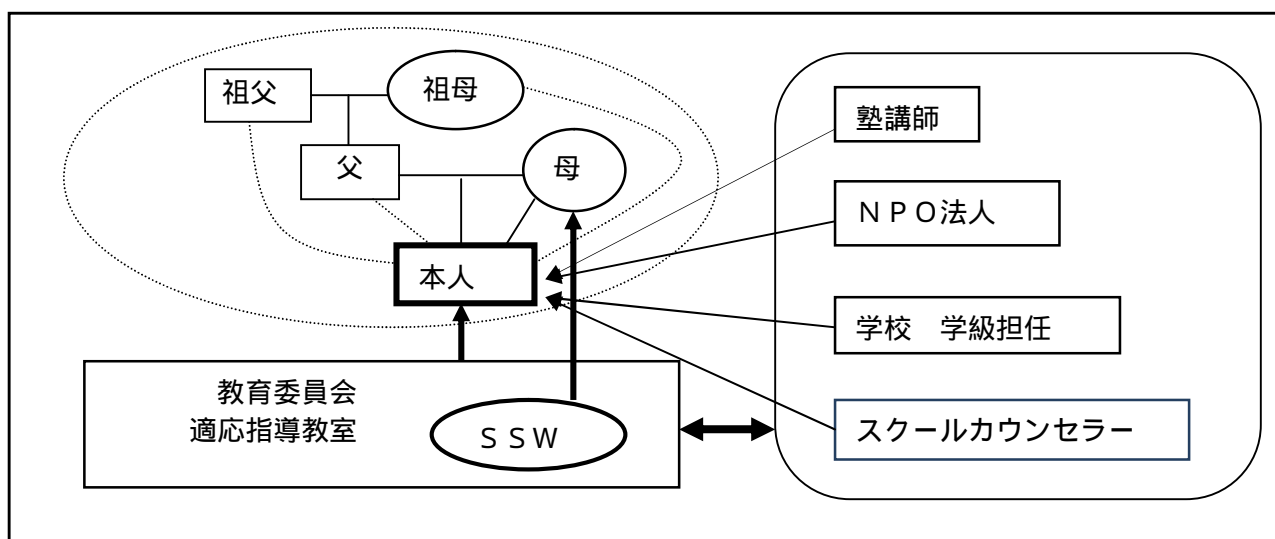 祖父
祖母
父
母
本人
教育委員会
適応指導教室
ＳＳＷ
塾講師
ＮＰＯ法人
学校　学級担任
スクールカウンセラー